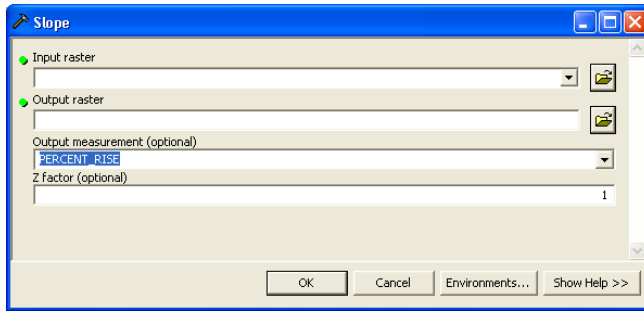 Slope
Input raster
Output raster
Output measurement (optional)
PERCENT_RISE
Z factor (optional)
1
OK Cancel Environments... Show Help >>